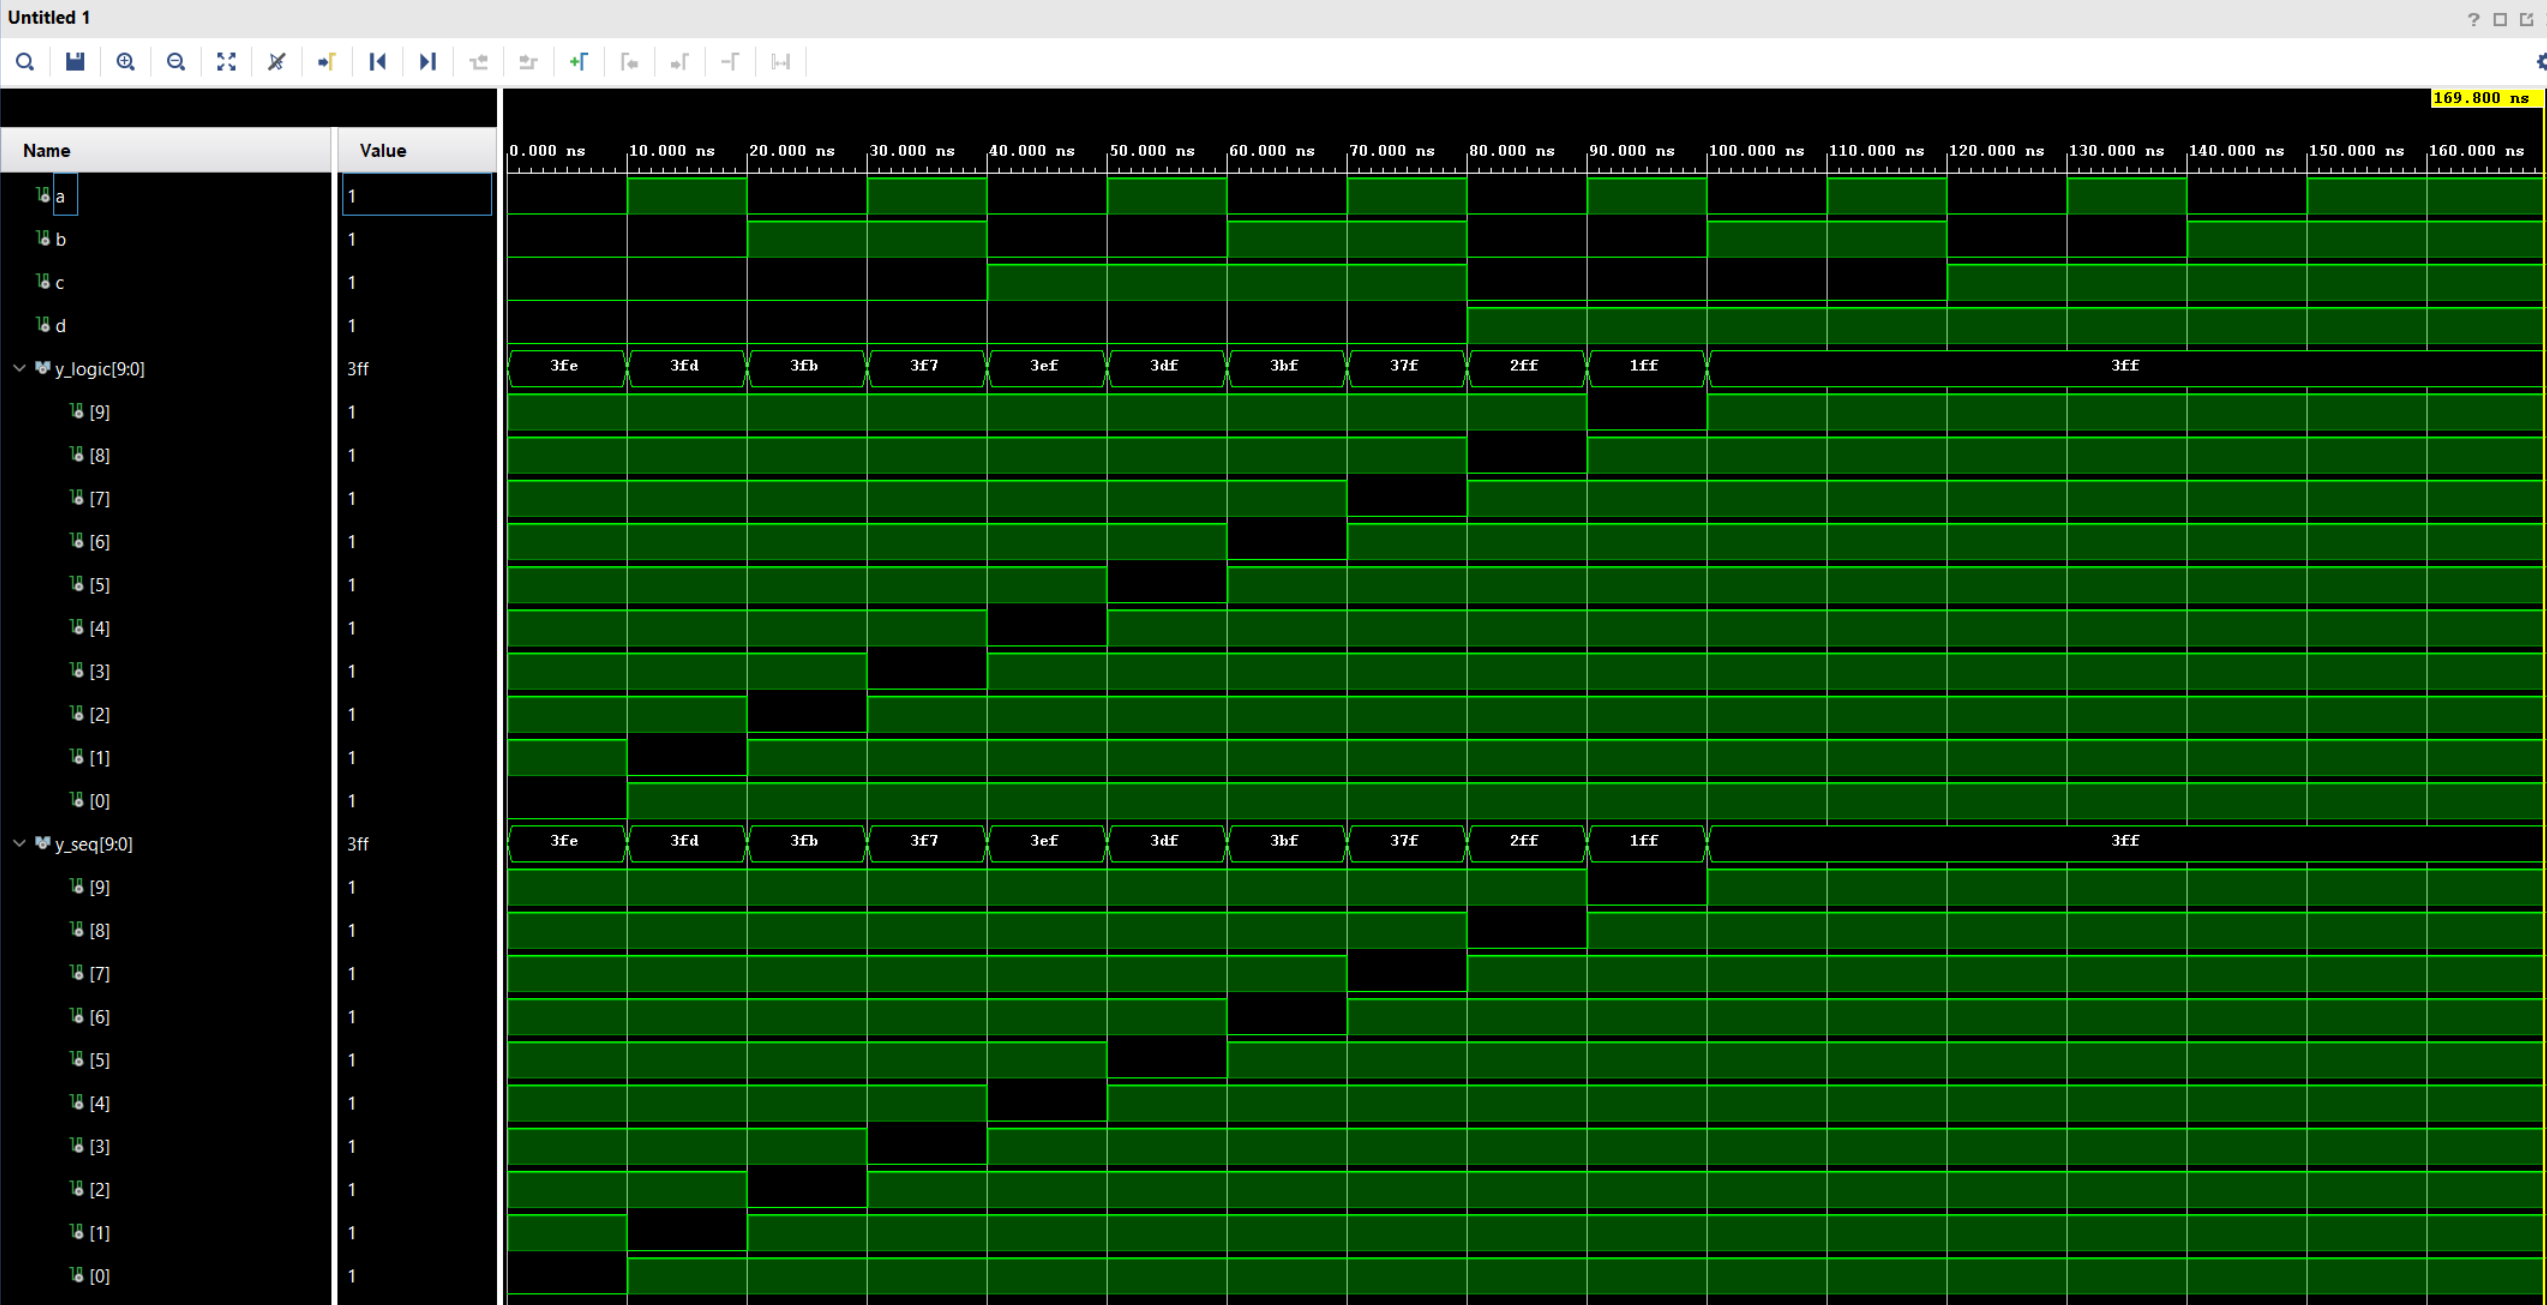 Untitled 1
169.800 ns
Name Value 0.000 ns 10.000 ns 20.000 ns 30.000 ns 40.000 ns 50.000 ns 60.000 ns 70.000 ns 80.000 ns 90.000 ns 100.000 ns 110.000 ns 120.000 ns 130.000 ns 140.000 ns 150.000 ns 160.000 ns
a 1
b 1
c 1
d 1
y_logic[9:0] 3ff 3fe 3fd 3fb 3f7 3ef 3df 3bf 37f 2ff 1ff 3ff
[9] 1
[8] 1
[7] 1
[6] 1
[5] 1
[4] 1
[3] 1
[2] 1
[1] 1
[0] 1
y_seq[9:0] 3ff 3fe 3fd 3fb 3f7 3ef 3df 3bf 37f 2ff 1ff 3ff
[9] 1
[8] 1
[7] 1
[6] 1
[5] 1
[4] 1
[3] 1
[2] 1
[1] 1
[0] 1